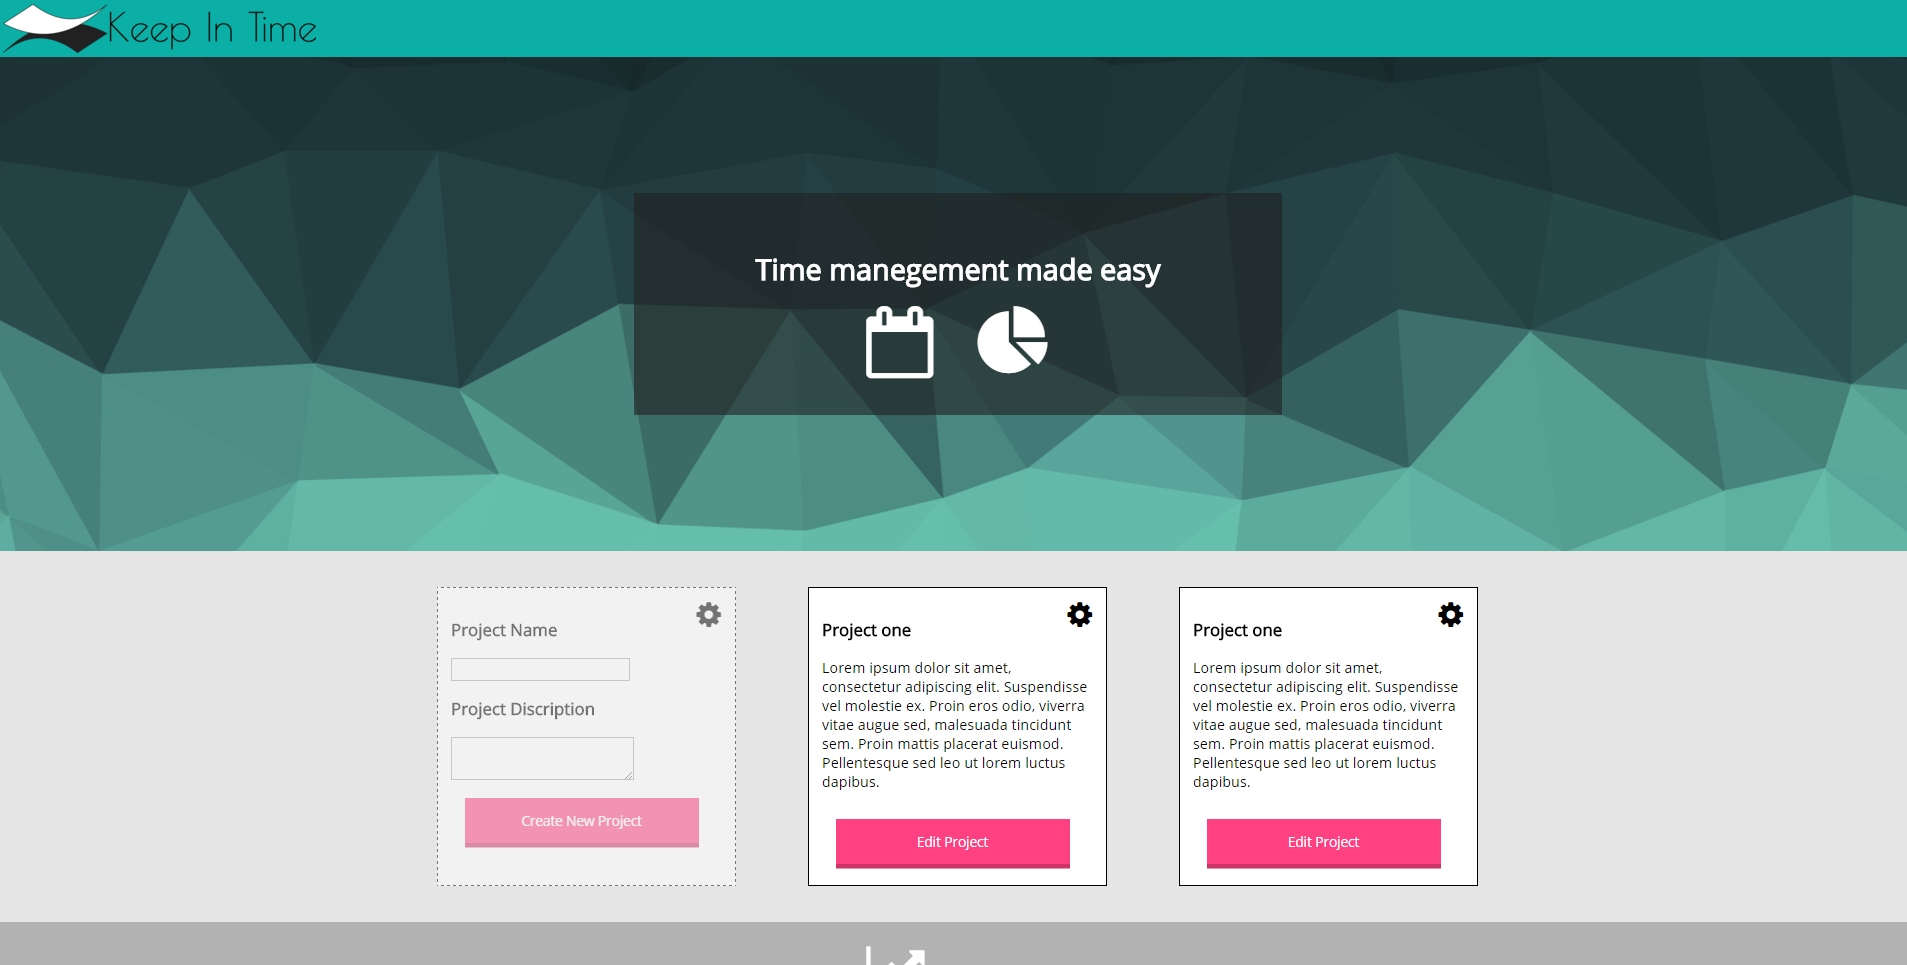 Keep In Time
Time manegement made easy
Project Name
Project Discription
Create New Project
Project one
Lorem ipsum dolor sit amet,
consectetur adipiscing elit. Suspendisse
vel molestie ex. Proin eros odio, viverra
vitae augue sed, malesuada tincidunt
sem. Proin mattis placerat euismod.
Pellentesque sed leo ut lorem luctus
dapibus.
Edit Project
Project one
Lorem ipsum dolor sit amet,
consectetur adipiscing elit. Suspendisse
vel molestie ex. Proin eros odio, viverra
vitae augue sed, malesuada tincidunt
sem. Proin mattis placerat euismod.
Pellentesque sed leo ut lorem luctus
dapibus.
Edit Project